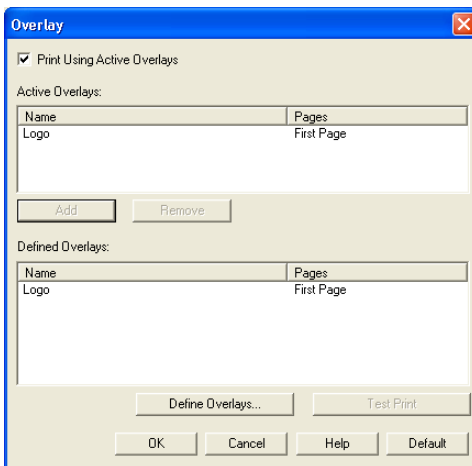 Overlay
Print Using Active Overlays
Active Overlays:
Name Pages
Logo First Page
Add Remove
Defined Overlays:
Name Pages
Logo First Page
Define Overlays... Test Print
OK Cancel Help Default